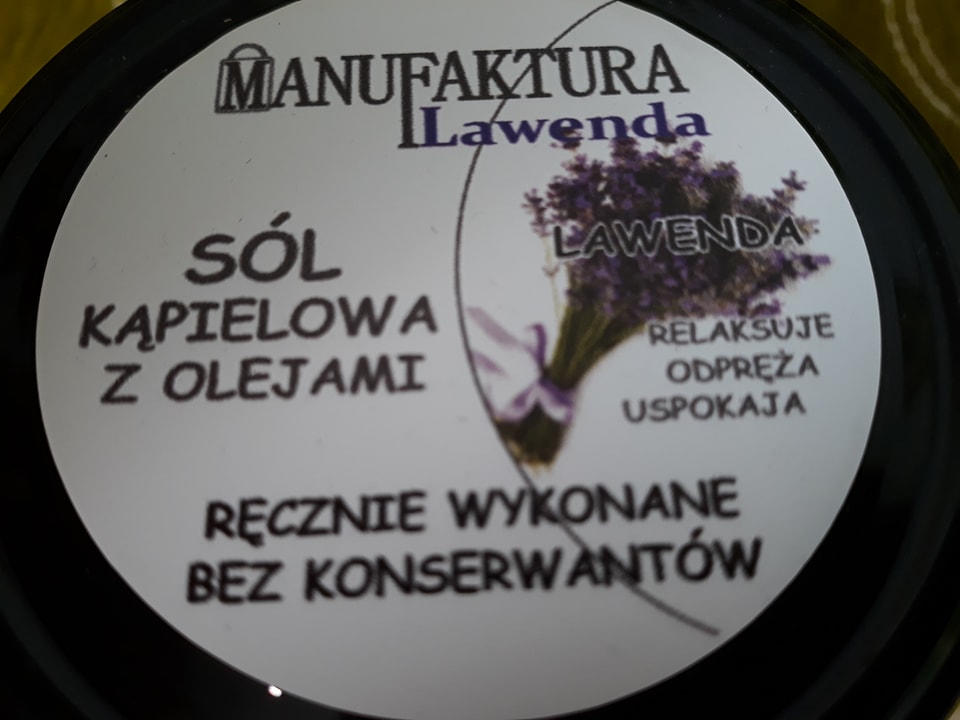 MANUFAKTURA
Lawenda
LAWENDA
SÓL
KĄPIELOWA
Z OLEJAMI
RELAKSUJE
ODPRĘŻA
USPOKAJA
RĘCZNIE WYKONANE
BEZ KONSERWANTÓW